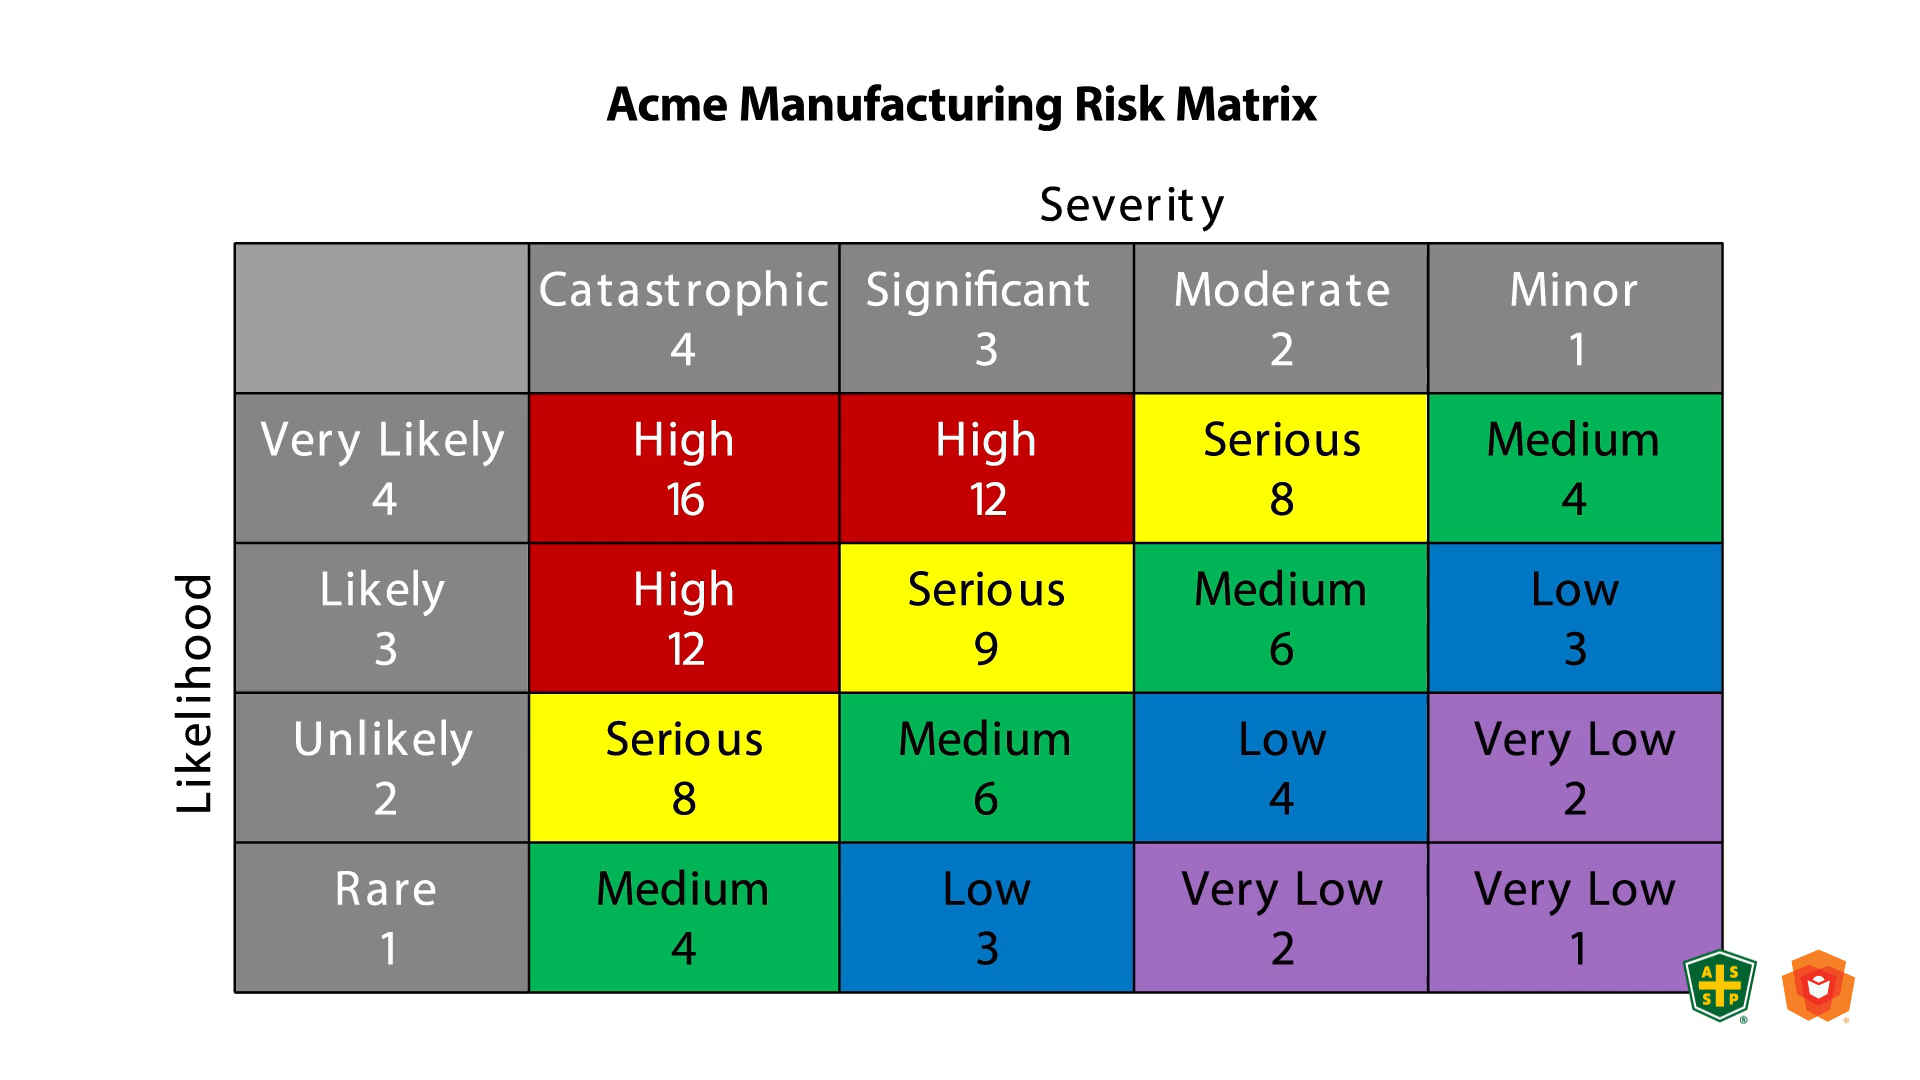 Acme Manufacturing Risk Matrix
Severity
Catastrophic Significant Moderate Minor
4 3 2 1
Very Likely High High Serious Medium
4 16 12 8 4
Likelihood
Likely High Serious Medium Low
3 12 9 6 3
Unlikely Serious Medium Low Very Low
2 8 6 4 2
Rare Medium Low Very Low Very Low
1 4 3 2 1
A S
S P
®
®